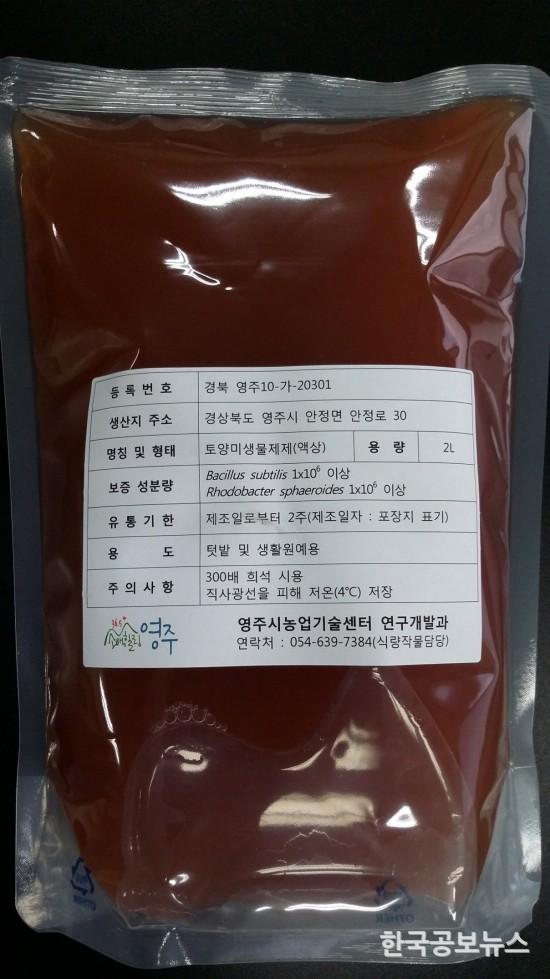 등 록 번 호 경북 영주10-가-20301
생산지 주소 경상북도 영주시 안정면 안정로 30
명칭 및 형태 토양미생물제제(액상) 용 량 2L
보증 성분량 Bacillus subtilis 1x10⁶ 이상
Rhodobacter sphaeroides 1x10⁶ 이상
유 통 기 한 제조일로부터 2주(제조일자 : 포장지 표기)
용 도 텃밭 및 생활원예용
주 의 사 항 300배 희석 시용
직사광선을 피해 저온(4℃) 저장
영주
영주시농업기술센터 연구개발과
연락처 : 054-639-7384(식량작물담당)
OTHER
한국공보뉴스